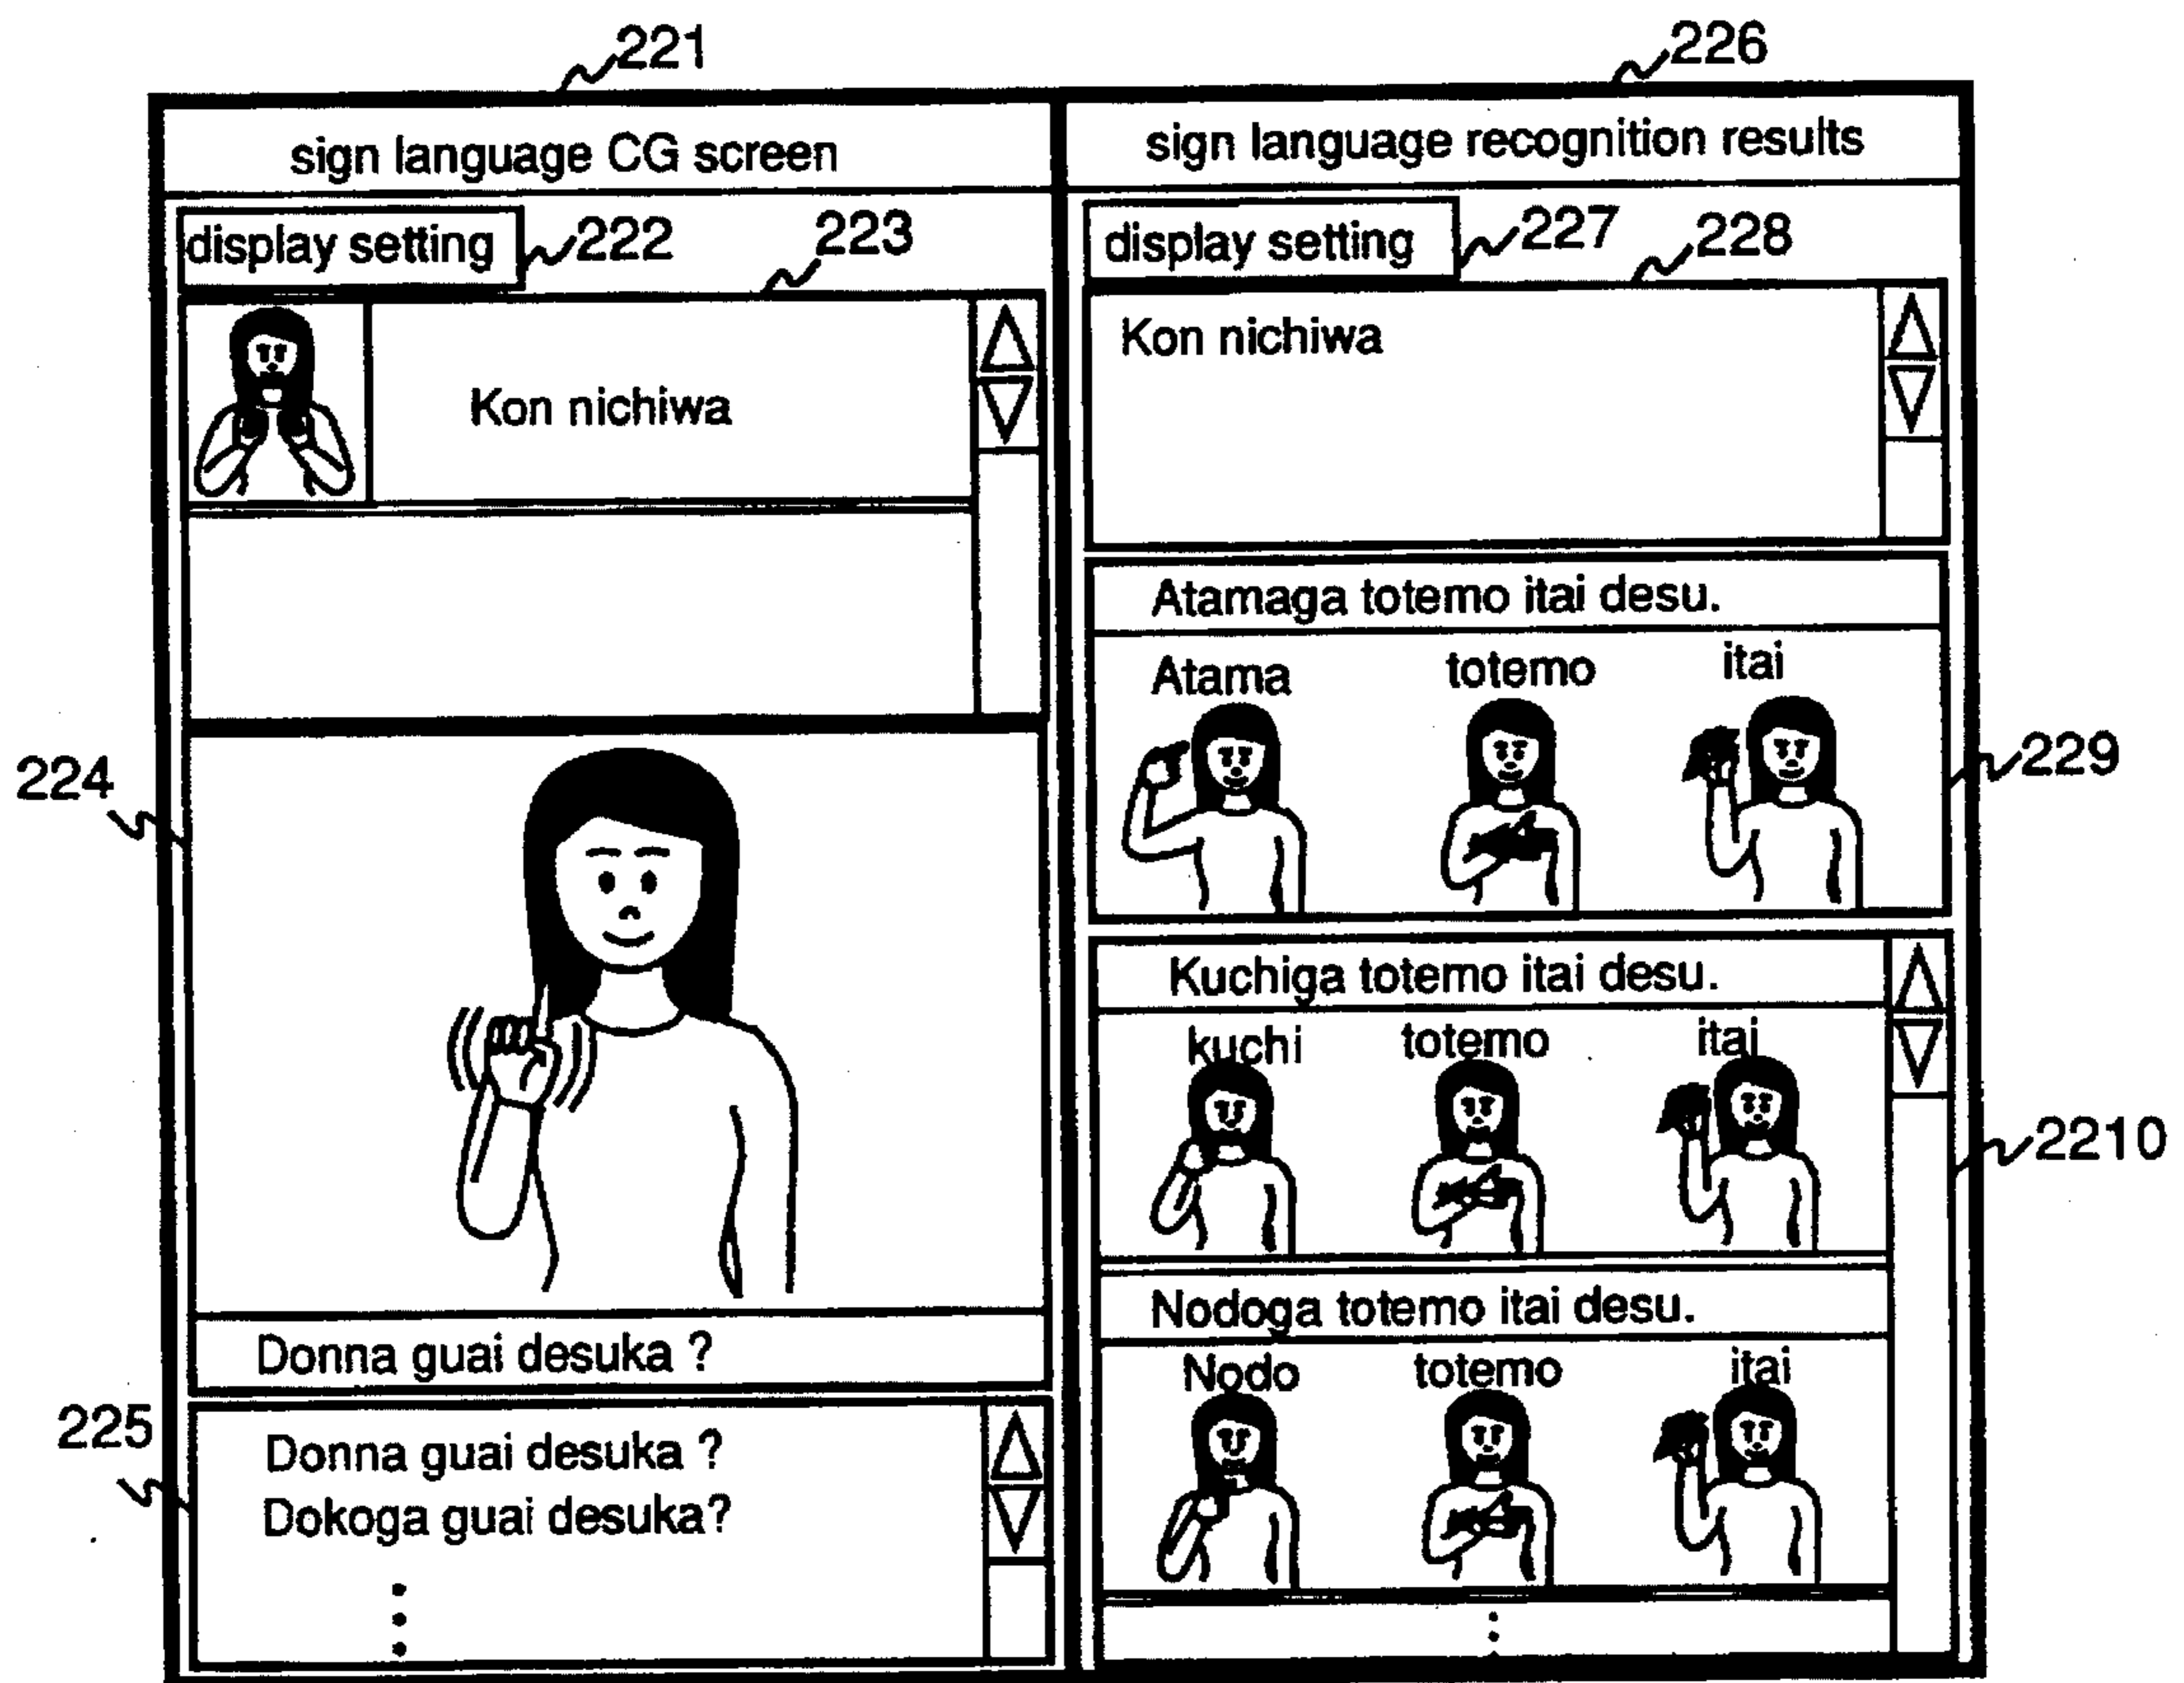 221
226
sign language CG screen
sign language recognition results
display setting
222
223
display setting
227
228
Kon nichiwa
Kon nichiwa
Atamaga totemo itai desu.
Atama totemo itai
224
229
Kuchiga totemo itai desu.
kuchi totemo itai
2210
Nodoga totemo itai desu.
Nodo totemo itai
Donna guai desuka ?
225
Donna guai desuka ?
Dokoga guai desuka?